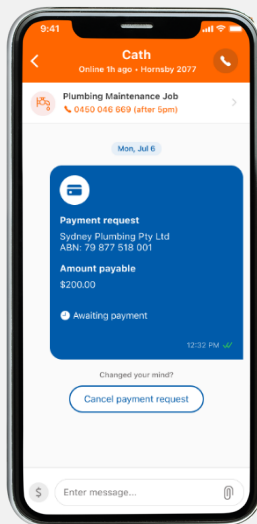 9:41
Cath
Online 1h ago • Hornsby 2077
Plumbing Maintenance Job
0450 046 669 (after 5pm)
Mon, Jul 6
Payment request
Sydney Plumbing Pty Ltd
ABN: 79 877 518 001
Amount payable
$200.00
Awaiting payment
12:32 PM
Changed your mind?
Cancel payment request
$
Enter message...